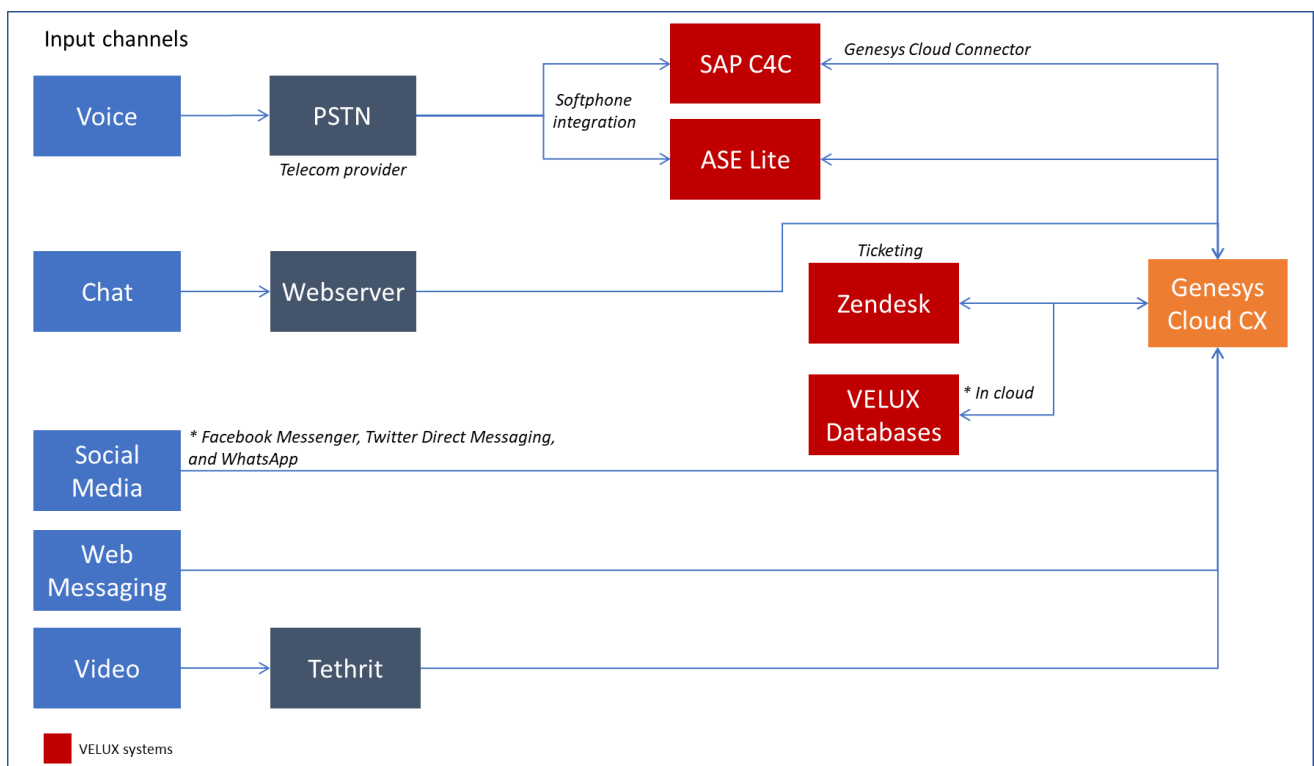 Input channels
Voice
PSTN
Telecom provider
Softphone
integration
SAP C4C
ASE Lite
Genesys Cloud Connector
Chat
Webserver
Ticketing
Zendesk
VELUX
Databases
* In cloud
Genesys
Cloud CX
Social
Media
* Facebook Messenger, Twitter Direct Messaging,
and WhatsApp
Web
Messaging
Video
Tethrit
VELUX systems